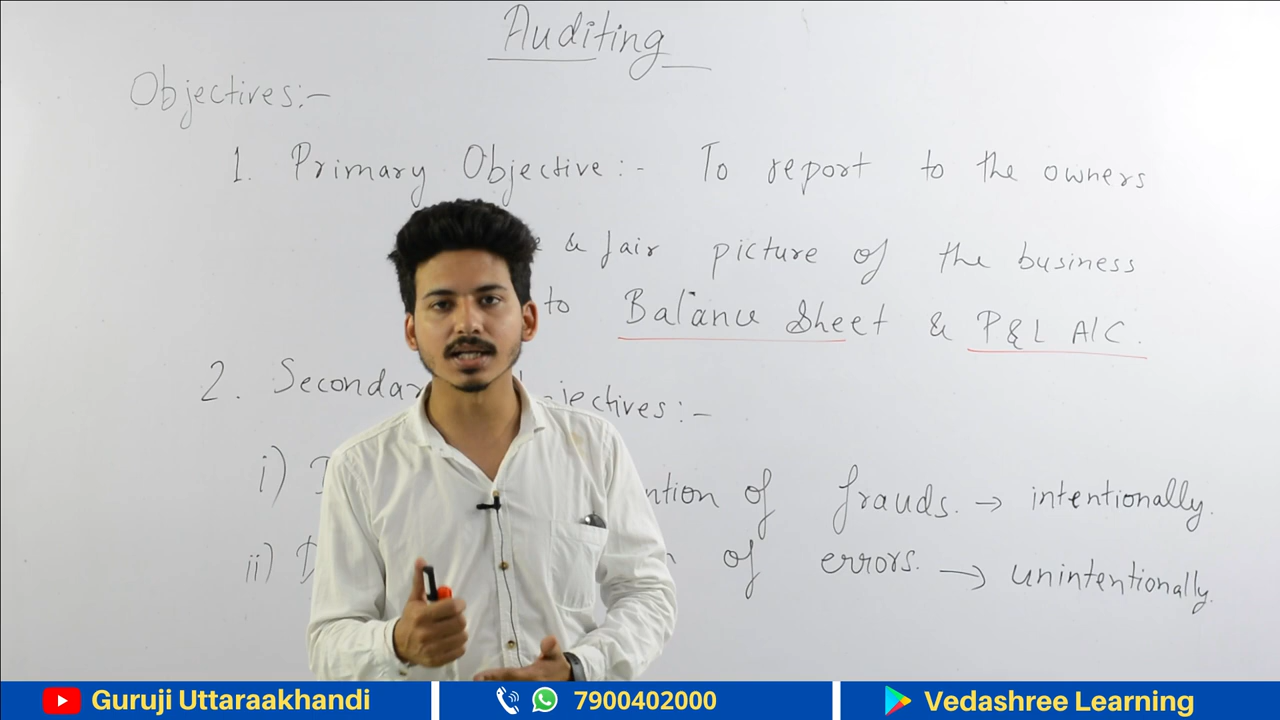 Auditing
Objectives:-
1. Primary Objective:- To report to the owners
& fair picture of the business
to Balance Sheet & P&L A/C.
2. Secondar jectives:-
i) ntion of frauds. → intentionally.
ii) D of errors. → unintentionally.
Guruji Uttaraakhandi
7900402000
Vedashree Learning